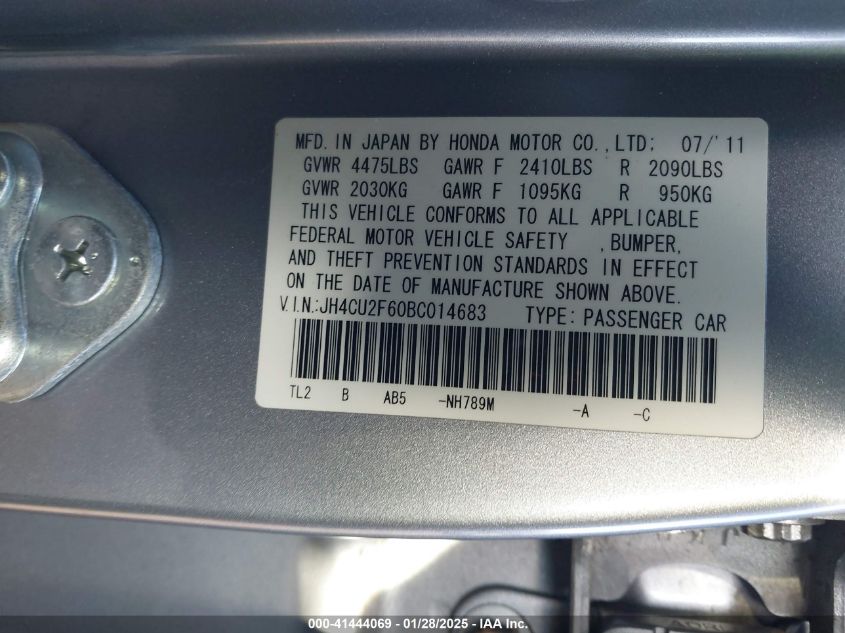 MFD. IN JAPAN BY HONDA MOTOR CO.,LTD: 07/'11
GVWR 4475LBS GAWR F 2410LBS R 2090LBS
GVWR 2030KG GAWR F 1095KG R 950KG
THIS VEHICLE CONFORMS TO ALL APPLICABLE
FEDERAL MOTOR VEHICLE SAFETY , BUMPER,
AND THEFT PREVENTION STANDARDS IN EFFECT
ON THE DATE OF MANUFACTURE SHOWN ABOVE.
V.I.N.:JH4CU2F60BC014683 TYPE: PASSENGER CAR
TL2 B AB5 -NH789M -A -C
000-41444069 - 01/28/2025 - IAA Inc.